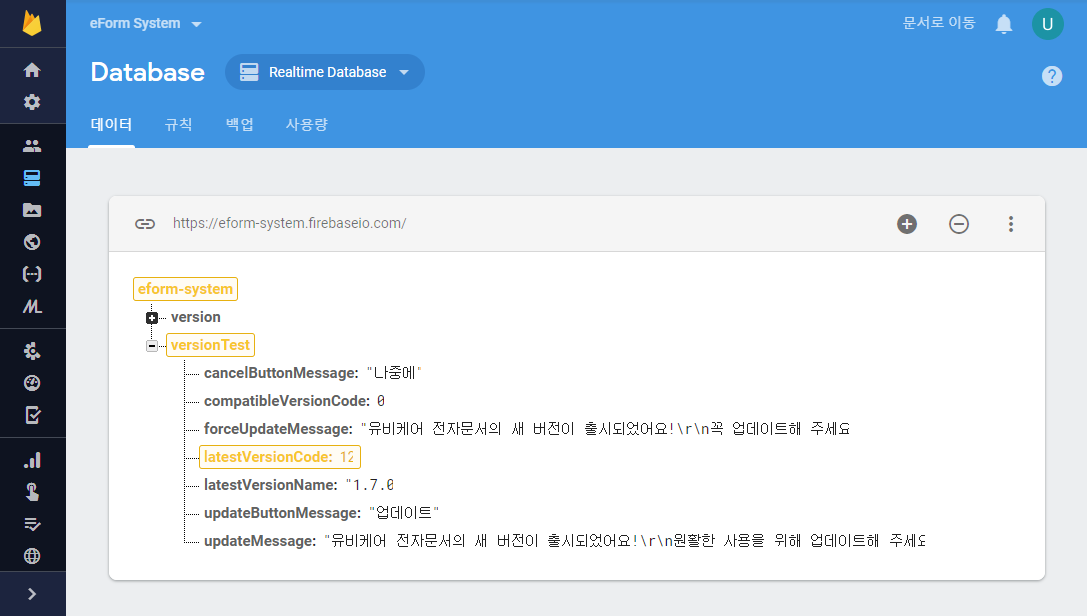 eForm System
문서로 이동
U
Database
Realtime Database
?
데이터 규칙 백업 사용량
https://eform-system.firebaseio.com/
eform-system
version
versionTest
cancelButtonMessage: "나중에"
compatibleVersionCode: 0
forceUpdateMessage: "유비케어 전자문서의 새 버전이 출시되었어요!\r\n꼭 업데이트해 주세요
latestVersionCode: 12
latestVersionName: "1.7.0
updateButtonMessage: "업데이트"
updateMessage: "유비케어 전자문서의 새 버전이 출시되었어요!\r\n원활한 사용을 위해 업데이트해 주세요